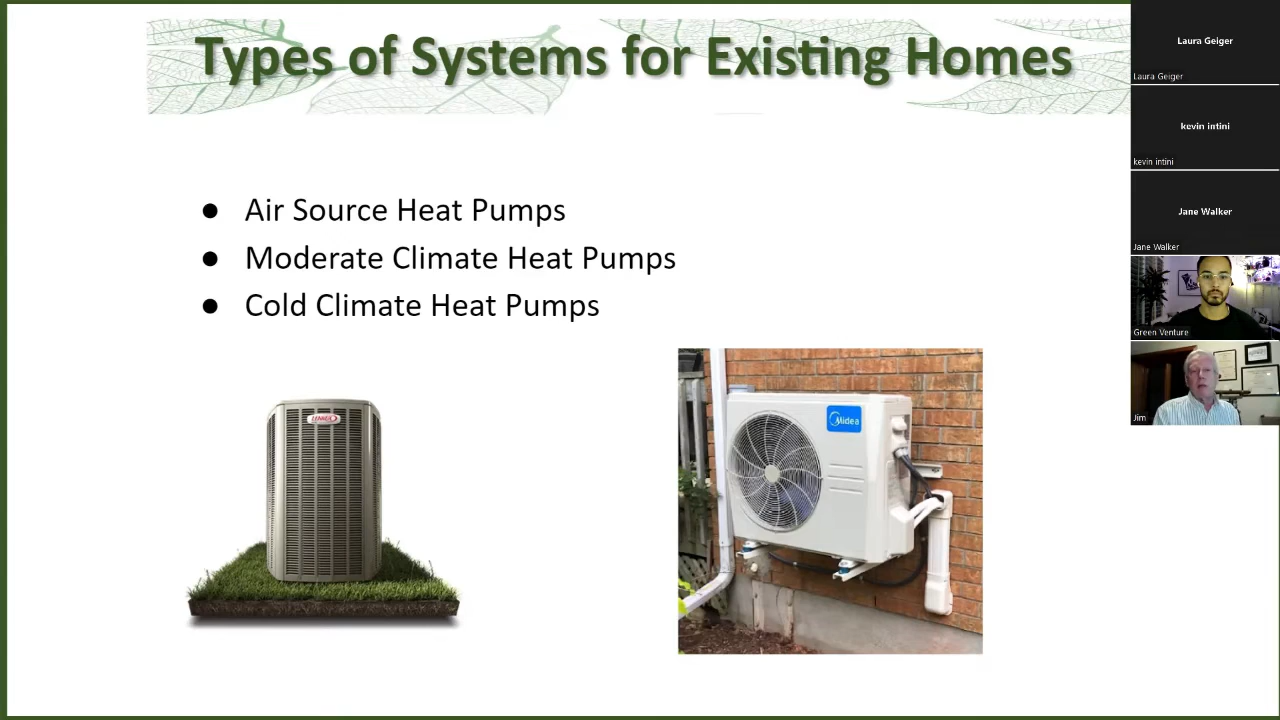 Types of Systems for Existing Homes
● Air Source Heat Pumps
● Moderate Climate Heat Pumps
● Cold Climate Heat Pumps
LENNOX
Midea
Laura Geiger
Laura Geiger
kevin intini
kevin intini
Jane Walker
Jane Walker
Green Venture
Jim